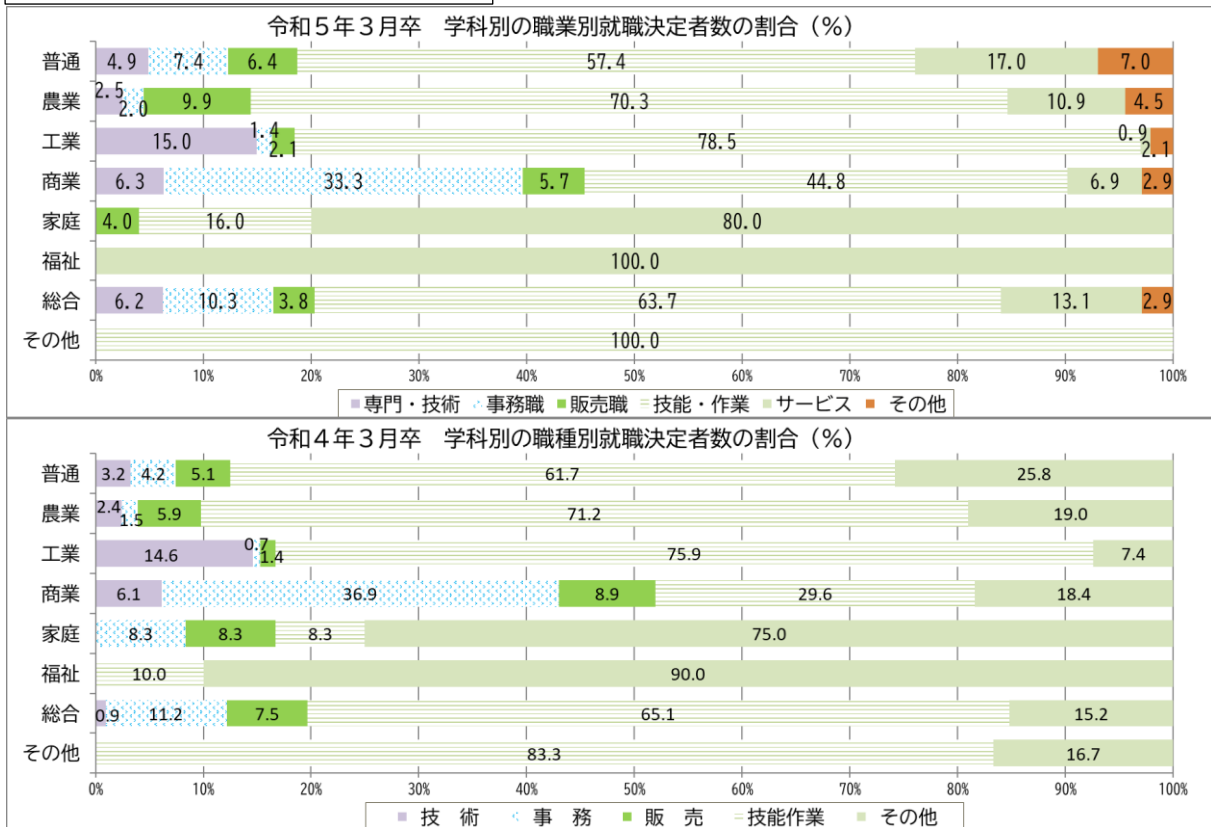 令和５年３月卒　学科別の職業別就職決定者数の割合（％）
普通 4.9 7.4 6.4 57.4 17.0 7.0
農業 2.5 2.0 9.9 70.3 10.9 4.5
工業 15.0 1.4 2.1 78.5 0.9 2.1
商業 6.3 33.3 5.7 44.8 6.9 2.9
家庭 4.0 16.0 80.0
福祉 100.0
総合 6.2 10.3 3.8 63.7 13.1 2.9
その他 100.0
0% 10% 20% 30% 40% 50% 60% 70% 80% 90% 100%
専門・技術 事務職 販売職 技能・作業 サービス その他
令和４年３月卒　学科別の職種別就職決定者数の割合（％）
普通 3.2 4.2 5.1 61.7 25.8
農業 2.4 1.5 5.9 71.2 19.0
工業 14.6 0.7 1.4 75.9 7.4
商業 6.1 36.9 8.9 29.6 18.4
家庭 8.3 8.3 8.3 75.0
福祉 10.0 90.0
総合 0.9 11.2 7.5 65.1 15.2
その他 83.3 16.7
0% 10% 20% 30% 40% 50% 60% 70% 80% 90% 100%
技　術 事　務 販　売 技能作業 その他